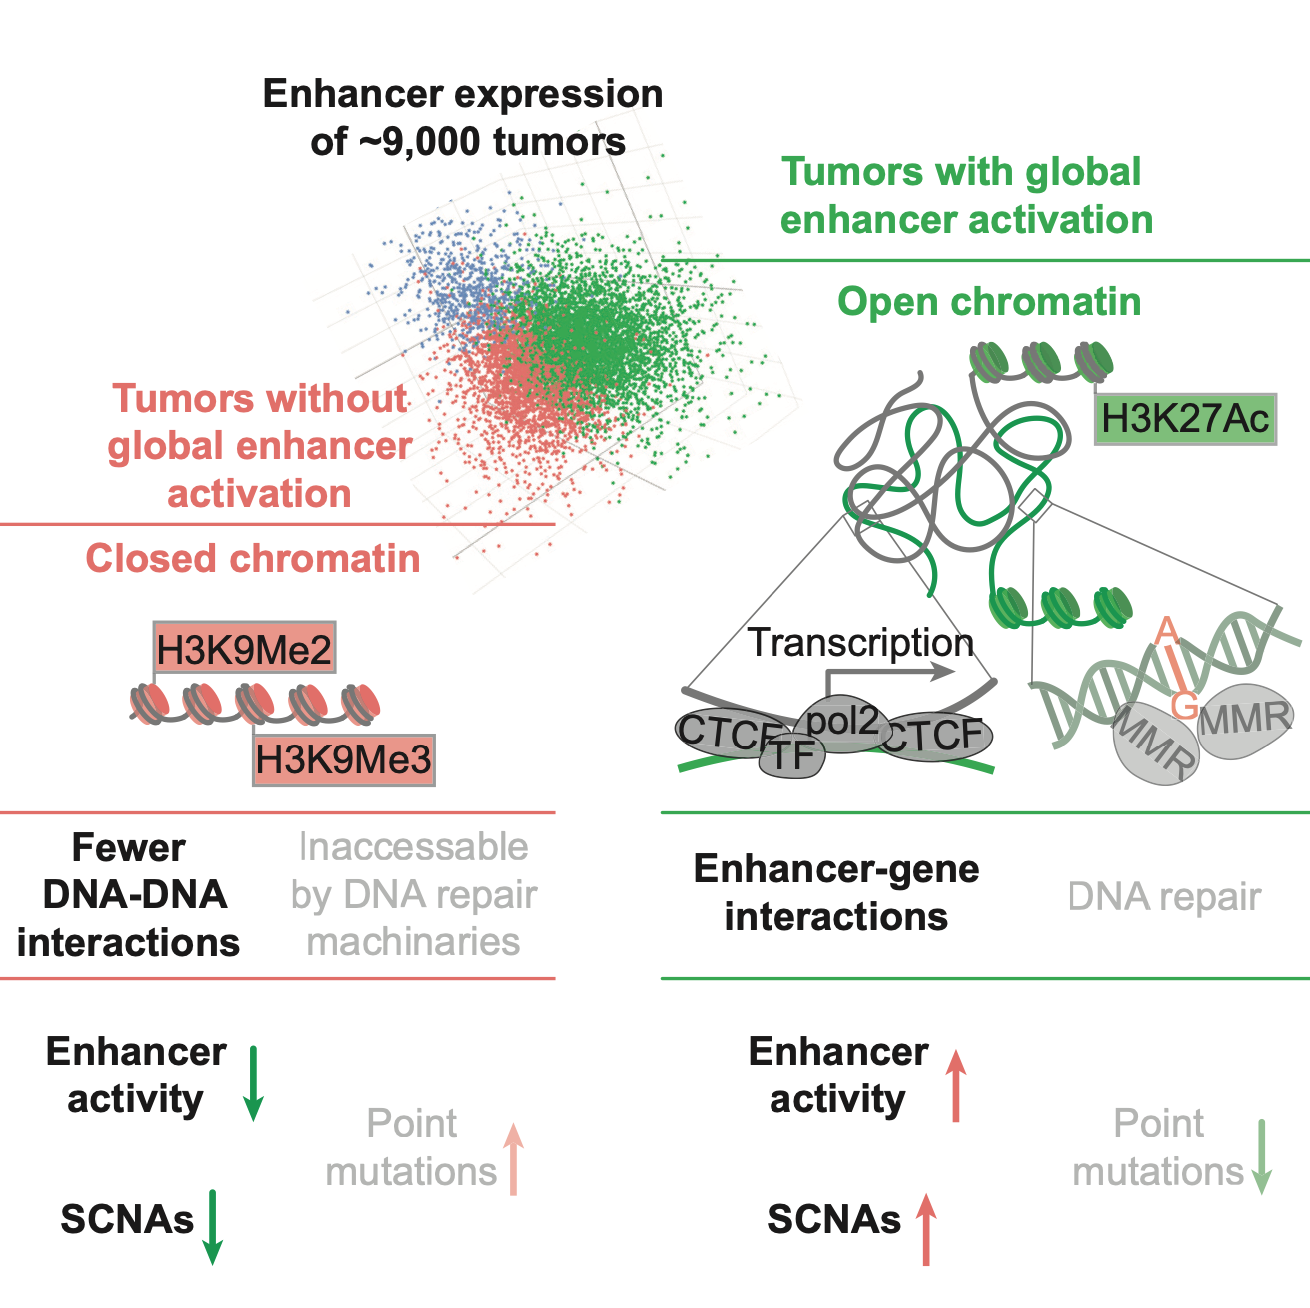 Enhancer expression
of ~9,000 tumors
Tumors with global
enhancer activation
Open chromatin
H3K27Ac
Tumors without
global enhancer
activation
Closed chromatin
H3K9Me2
H3K9Me3
Transcription
CTCF
TF
pol2
CTCF
A
G
MMR
MMR
Fewer
DNA-DNA
interactions
Inaccessable
by DNA repair
machinaries
Enhancer-gene
interactions
DNA repair
Enhancer
activity
Point
mutations
SCNAs
Enhancer
activity
Point
mutations
SCNAs